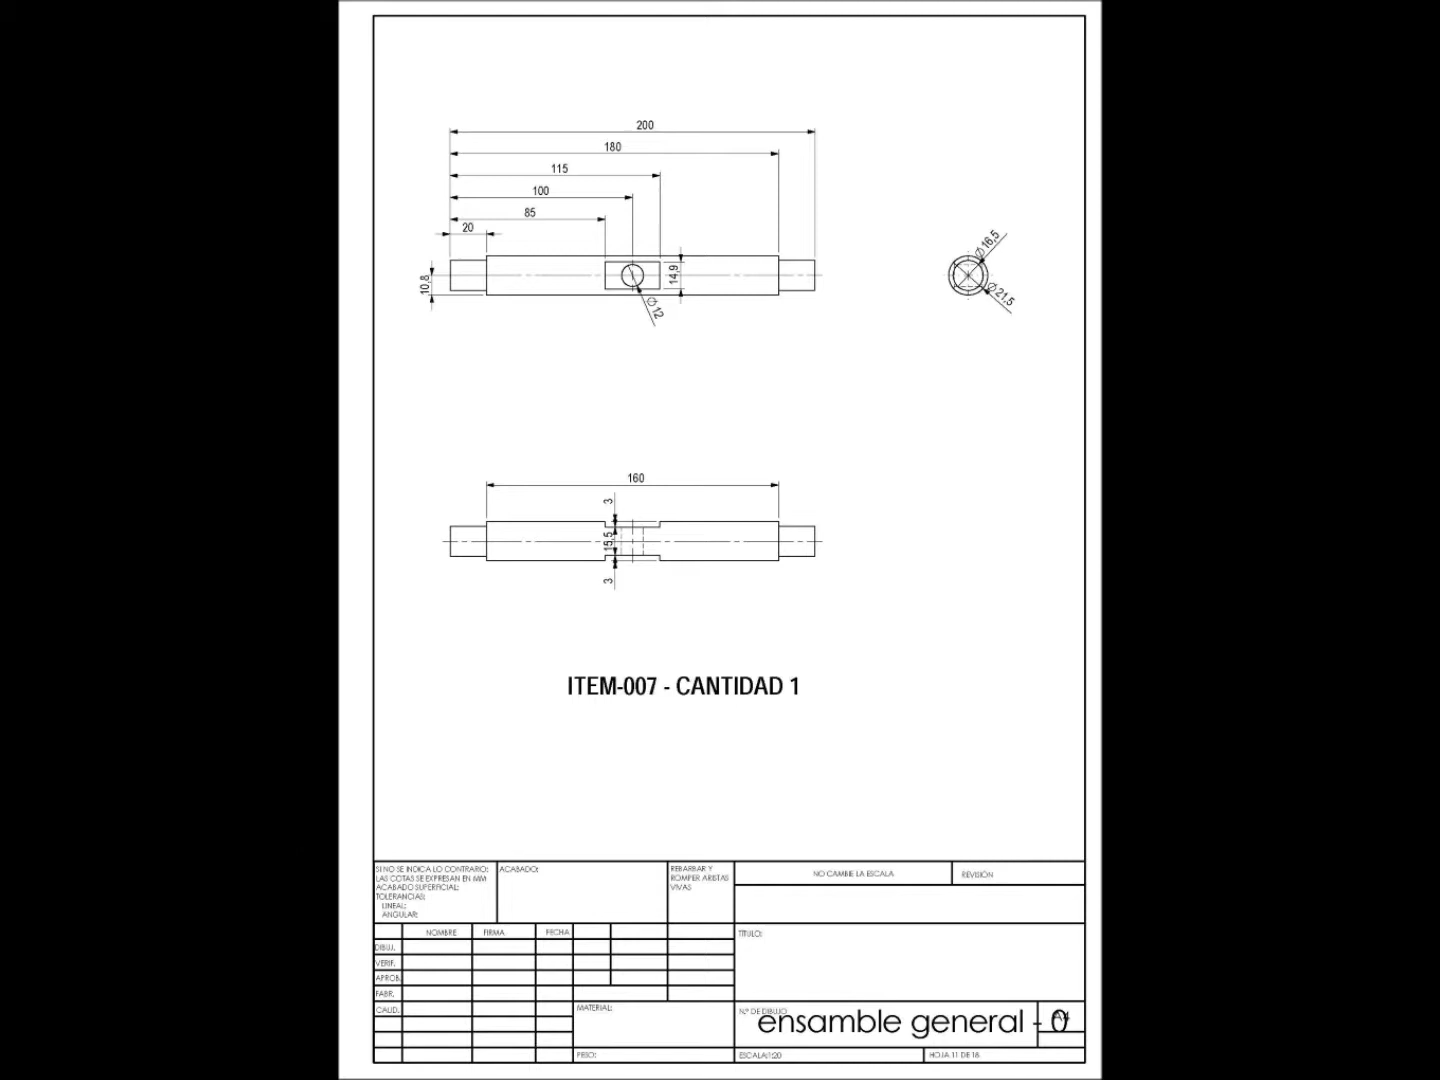 200
180
115
100
85
20
10,8
14,9
Ø12
Ø16,5
Ø21,5
160
3
15,5
3
ITEM-007 - CANTIDAD 1
SI NO SE INDICA LO CONTRARIO:
LAS COTAS SE EXPRESAN EN MM
ACABADO SUPERFICIAL:
TOLERANCIAS:
LINEAL:
ANGULAR:
ACABADO:
REBARBAR Y
ROMPER ARISTAS
VIVAS
NO CAMBIE LA ESCALA
REVISIÓN
NOMBRE FIRMA FECHA
TÍTULO:
DIBUJ.
VERIF.
APROB.
FABR.
CALID.
MATERIAL:
N.º DE DIBUJO
ensamble general - 0
A4
PESO:
ESCALA:1:20
HOJA 11 DE 16